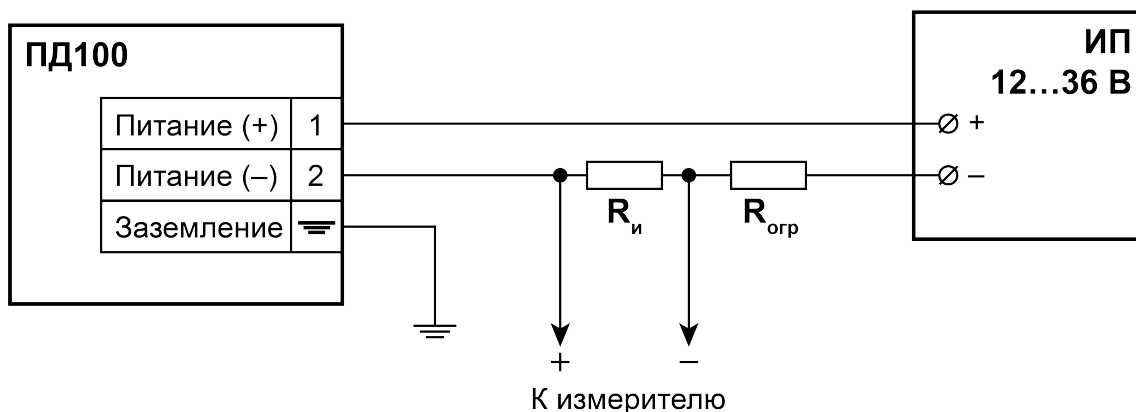 ПД100
ИП
12...36 В
Питание (+) 1
+
Питание (–) 2
–
Rи
Rогр
Заземление
+
–
К измерителю